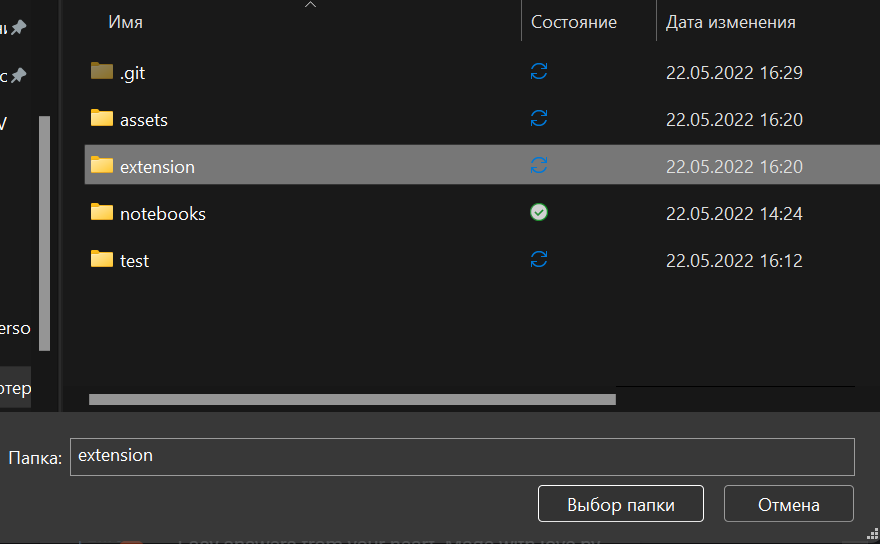 Имя Состояние Дата изменения
.git 22.05.2022 16:29
assets 22.05.2022 16:20
extension 22.05.2022 16:20
notebooks 22.05.2022 14:24
test 22.05.2022 16:12
erso
отер
Папка: extension
Выбор папки Отмена